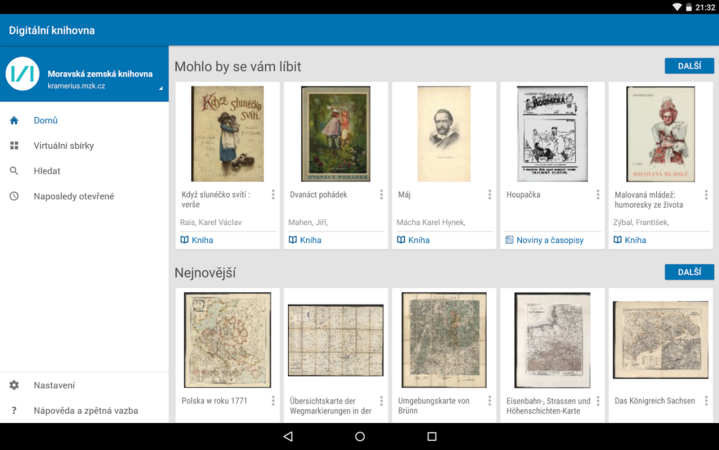 21:32
Digitální knihovna
Moravská zemská knihovna
kramerius.mzk.cz
Domů
Virtuální sbírky
Hledat
Naposledy otevřené
Nastavení
Nápověda a zpětná vazba
Mohlo by se vám líbit
DALŠÍ
Když slunéčko svítí.
Když slunéčko svítí :
verše
Rais, Karel Václav
Kniha
DVANÁCT POHÁDEK
Dvanáct pohádek
Mahen, Jiří,
Kniha
Máj
Mácha Karel Hynek,
Kniha
HOUPAČKA
Houpačka
Noviny a časopisy
MALOVANÁ MLÁDEŽ
Malovaná mládež:
humoresky ze života
Zýbal, František,
Kniha
Nejnovější
DALŠÍ
Polska w roku 1771
Übersichtskarte der
Wegmarkierungen in der
Umgebungskarte von
Brünn
Eisenbahn-, Strassen und
Höhenschichten-Karte
Das Königreich Sachsen